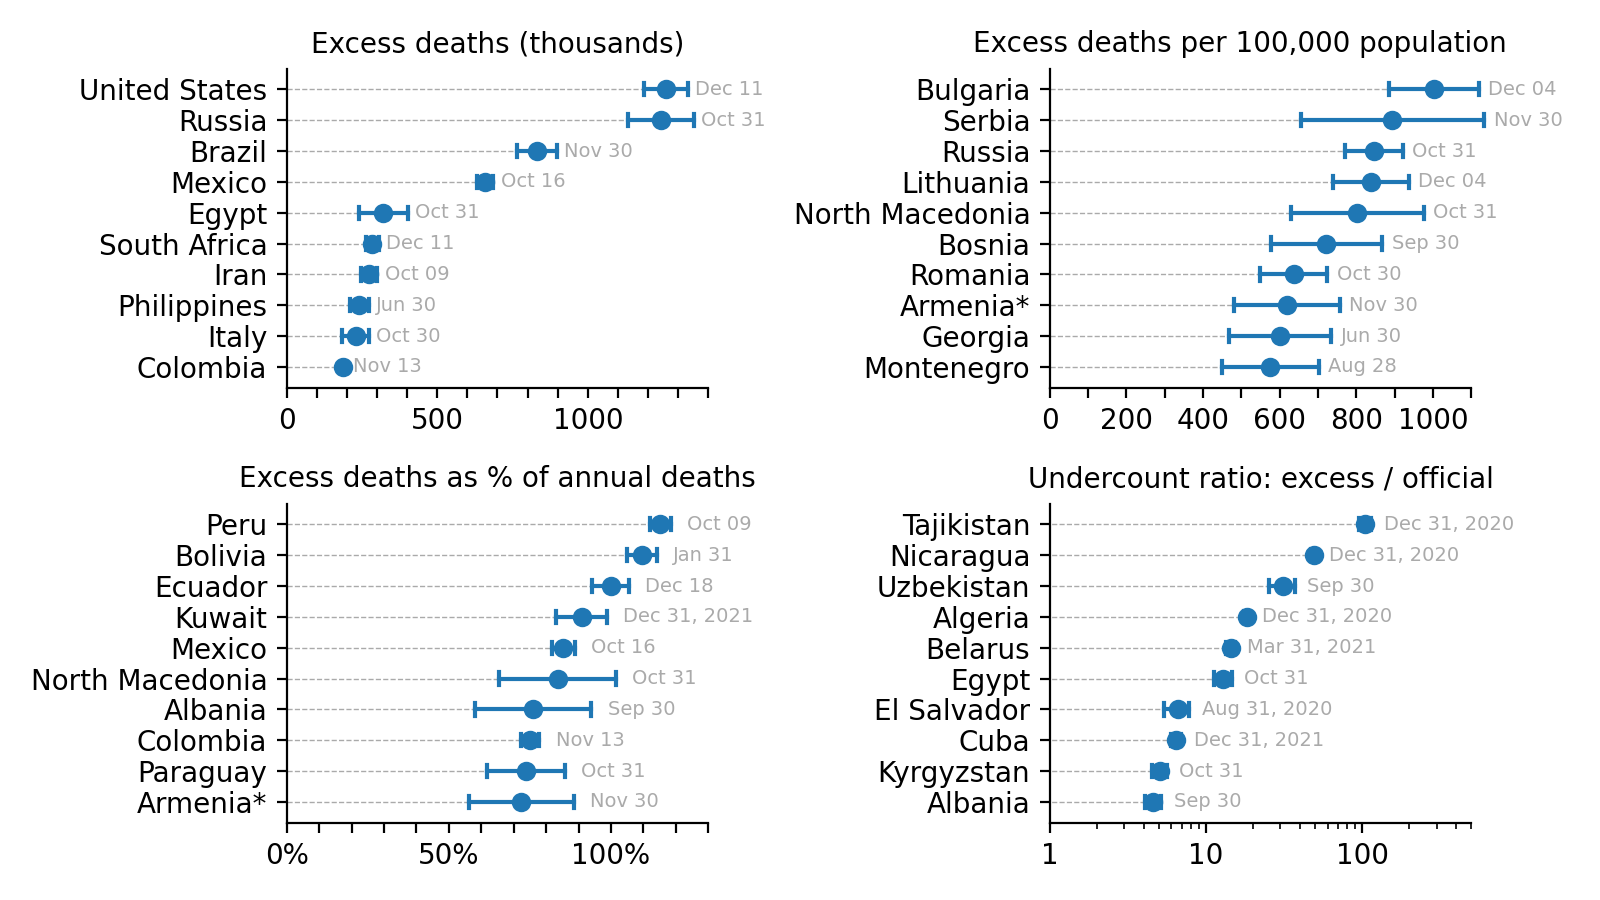 Excess deaths (thousands)
United States Dec 11
Russia Oct 31
Brazil Nov 30
Mexico Oct 16
Egypt Oct 31
South Africa Dec 11
Iran Oct 09
Philippines Jun 30
Italy Oct 30
Colombia Nov 13
0 500 1000
Excess deaths per 100,000 population
Bulgaria Dec 04
Serbia Nov 30
Russia Oct 31
Lithuania Dec 04
North Macedonia Oct 31
Bosnia Sep 30
Romania Oct 30
Armenia* Nov 30
Georgia Jun 30
Montenegro Aug 28
0 200 400 600 800 1000
Excess deaths as % of annual deaths
Peru Oct 09
Bolivia Jan 31
Ecuador Dec 18
Kuwait Dec 31, 2021
Mexico Oct 16
North Macedonia Oct 31
Albania Sep 30
Colombia Nov 13
Paraguay Oct 31
Armenia* Nov 30
0% 50% 100%
Undercount ratio: excess / official
Tajikistan Dec 31, 2020
Nicaragua Dec 31, 2020
Uzbekistan Sep 30
Algeria Dec 31, 2020
Belarus Mar 31, 2021
Egypt Oct 31
El Salvador Aug 31, 2020
Cuba Dec 31, 2021
Kyrgyzstan Oct 31
Albania Sep 30
1 10 100